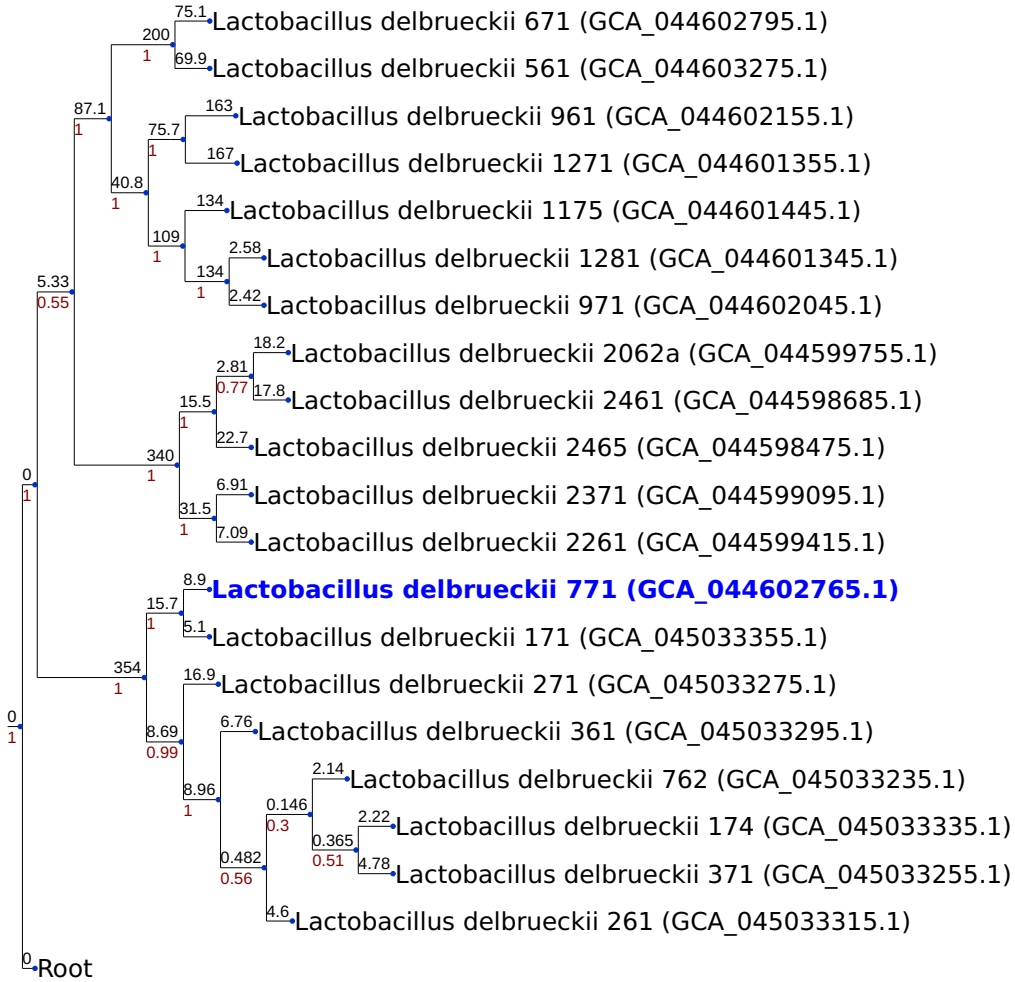 75.1
Lactobacillus delbrueckii 671 (GCA_044602795.1)
200
1
69.9
Lactobacillus delbrueckii 561 (GCA_044603275.1)
87.1
1
163
Lactobacillus delbrueckii 961 (GCA_044602155.1)
75.7
1
167
Lactobacillus delbrueckii 1271 (GCA_044601355.1)
40.8
1
134
Lactobacillus delbrueckii 1175 (GCA_044601445.1)
109
1
2.58
Lactobacillus delbrueckii 1281 (GCA_044601345.1)
134
1
2.42
Lactobacillus delbrueckii 971 (GCA_044602045.1)
5.33
0.55
18.2
Lactobacillus delbrueckii 2062a (GCA_044599755.1)
2.81
0.77
17.8
Lactobacillus delbrueckii 2461 (GCA_044598685.1)
15.5
1
22.7
Lactobacillus delbrueckii 2465 (GCA_044598475.1)
340
1
6.91
Lactobacillus delbrueckii 2371 (GCA_044599095.1)
31.5
1
7.09
Lactobacillus delbrueckii 2261 (GCA_044599415.1)
0
1
8.9
Lactobacillus delbrueckii 771 (GCA_044602765.1)
15.7
1
5.1
Lactobacillus delbrueckii 171 (GCA_045033355.1)
354
1
16.9
Lactobacillus delbrueckii 271 (GCA_045033275.1)
8.69
0.99
6.76
Lactobacillus delbrueckii 361 (GCA_045033295.1)
8.96
1
2.14
Lactobacillus delbrueckii 762 (GCA_045033235.1)
0.146
0.3
2.22
Lactobacillus delbrueckii 174 (GCA_045033335.1)
0.365
0.51
4.78
Lactobacillus delbrueckii 371 (GCA_045033255.1)
0.482
0.56
4.6
Lactobacillus delbrueckii 261 (GCA_045033315.1)
0
1
0
Root